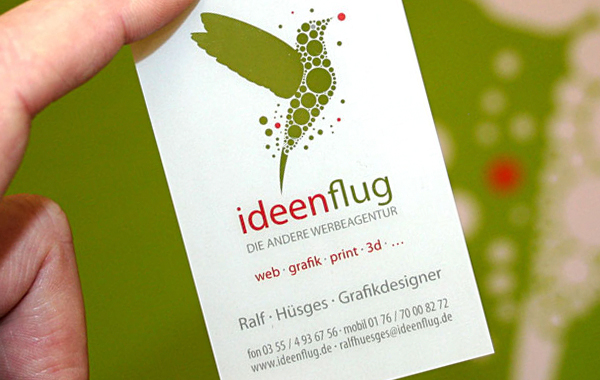 ideenflug
DIE ANDERE WERBEAGENTUR
web · grafik · print · 3d · ...
Ralf · Hüsges · Grafikdesigner
fon 03 55 / 4 93 67 56 · mobil 01 76 / 70 00 82 72
www.ideenflug.de · ralfhuesges@ideenflug.de